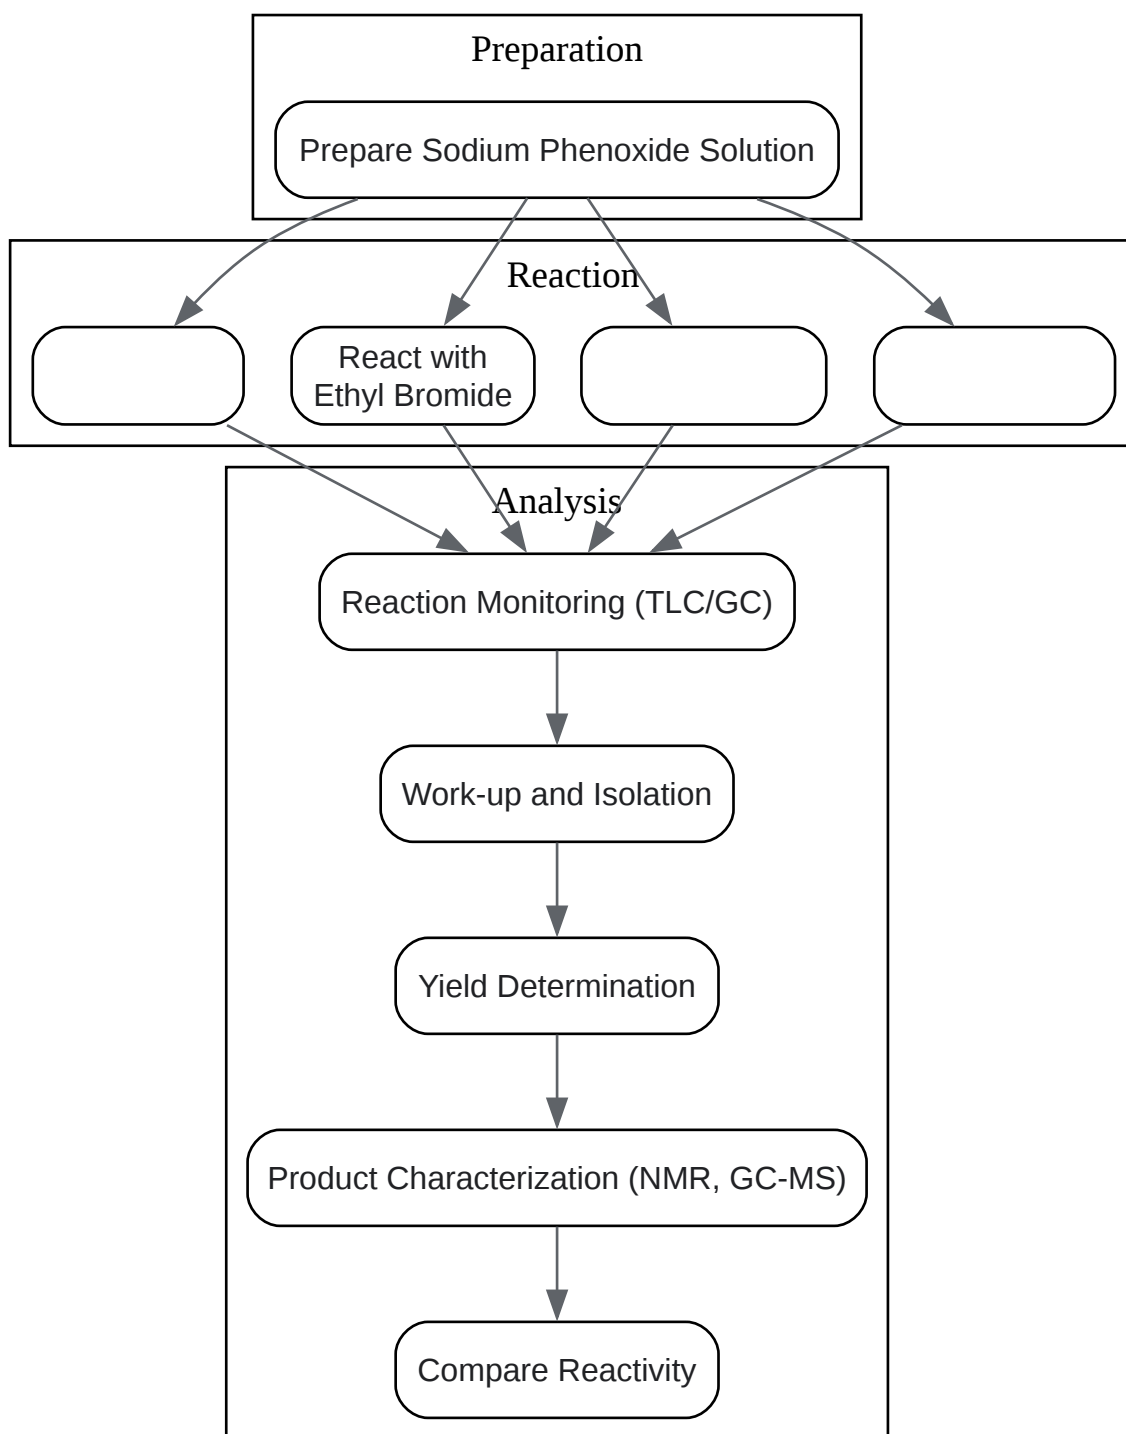 Preparation
Prepare Sodium Phenoxide Solution
Reaction
React with
Ethyl Bromide
Analysis
Reaction Monitoring (TLC/GC)
Work-up and Isolation
Yield Determination
Product Characterization (NMR, GC-MS)
Compare Reactivity